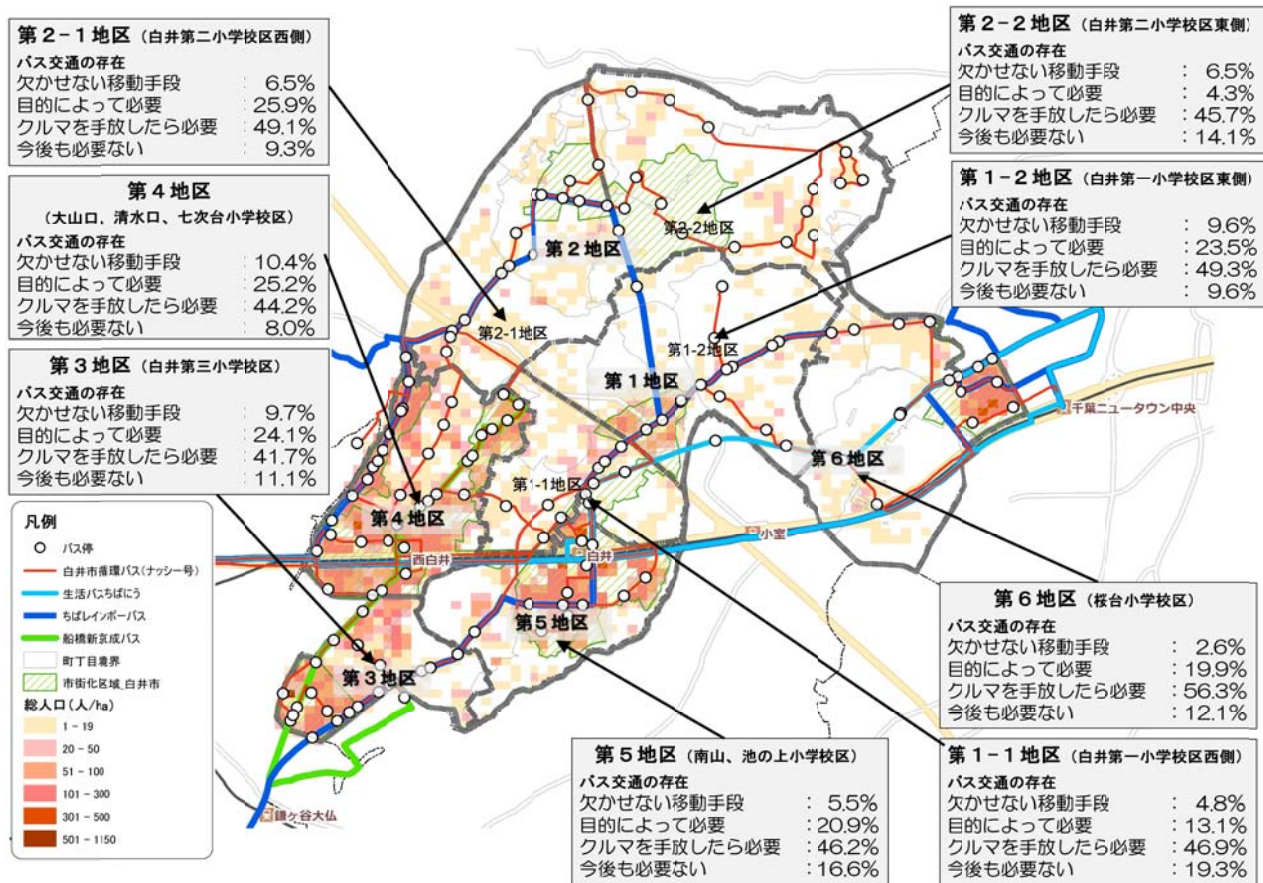 第2-1地区 (白井第二小学校区西側)
バス交通の存在
欠かせない移動手段 : 6.5%
目的によって必要 : 25.9%
クルマを手放したら必要 : 49.1%
今後も必要ない : 9.3%
第4地区
(大山口、清水口、七次台小学校区)
バス交通の存在
欠かせない移動手段 : 10.4%
目的によって必要 : 25.2%
クルマを手放したら必要 : 44.2%
今後も必要ない : 8.0%
第3地区 (白井第三小学校区)
バス交通の存在
欠かせない移動手段 : 9.7%
目的によって必要 : 24.1%
クルマを手放したら必要 : 41.7%
今後も必要ない : 11.1%
凡例
バス停
白井市循環バス(ナッシー号)
生活バスちばにう
ちばレインボーバス
船橋新京成バス
町丁目境界
市街化区域_白井市
総人口(人/ha)
1 - 19
20 - 50
51 - 100
101 - 300
301 - 500
501 - 1150
第2-2地区 (白井第二小学校区東側)
バス交通の存在
欠かせない移動手段 : 6.5%
目的によって必要 : 4.3%
クルマを手放したら必要 : 45.7%
今後も必要ない : 14.1%
第1-2地区 (白井第一小学校区東側)
バス交通の存在
欠かせない移動手段 : 9.6%
目的によって必要 : 23.5%
クルマを手放したら必要 : 49.3%
今後も必要ない : 9.6%
第2-2地区
第2地区
第2-1地区
第1-2地区
第1地区
千葉ニュータウン中央
第6地区
第1-1地区
第4地区
西白井
白井
小室
第5地区
第3地区
鎌ヶ谷大仏
第6地区 (桜台小学校区)
バス交通の存在
欠かせない移動手段 : 2.6%
目的によって必要 : 19.9%
クルマを手放したら必要 : 56.3%
今後も必要ない : 12.1%
第5地区 (南山、池の上小学校区)
バス交通の存在
欠かせない移動手段 : 5.5%
目的によって必要 : 20.9%
クルマを手放したら必要 : 46.2%
今後も必要ない : 16.6%
第1-1地区 (白井第一小学校区西側)
バス交通の存在
欠かせない移動手段 : 4.8%
目的によって必要 : 13.1%
クルマを手放したら必要 : 46.9%
今後も必要ない : 19.3%